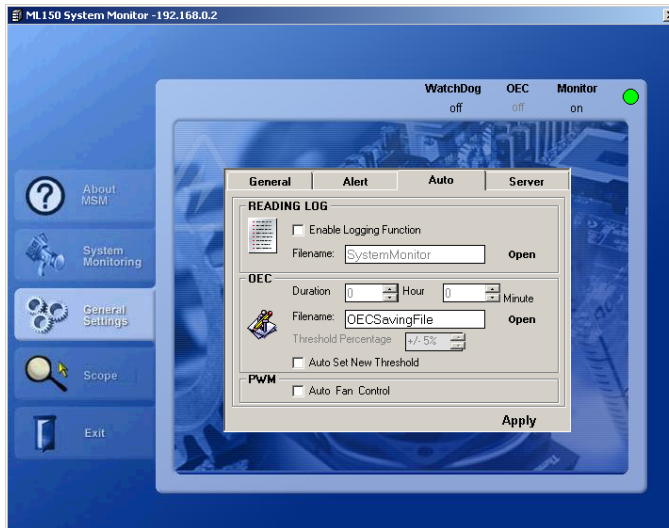 ML150 System Monitor -192.168.0.2
WatchDog OEC Monitor
off off on
About
MSM
System
Monitoring
General
Settings
Scope
Exit
General Alert Auto Server
READING LOG
Enable Logging Function
Filename: SystemMonitor Open
OEC
Duration 0 Hour 0 Minute
Filename: OECSavingFile Open
Threshold Percentage +/- 5%
Auto Set New Threshold
PWM
Auto Fan Control
Apply